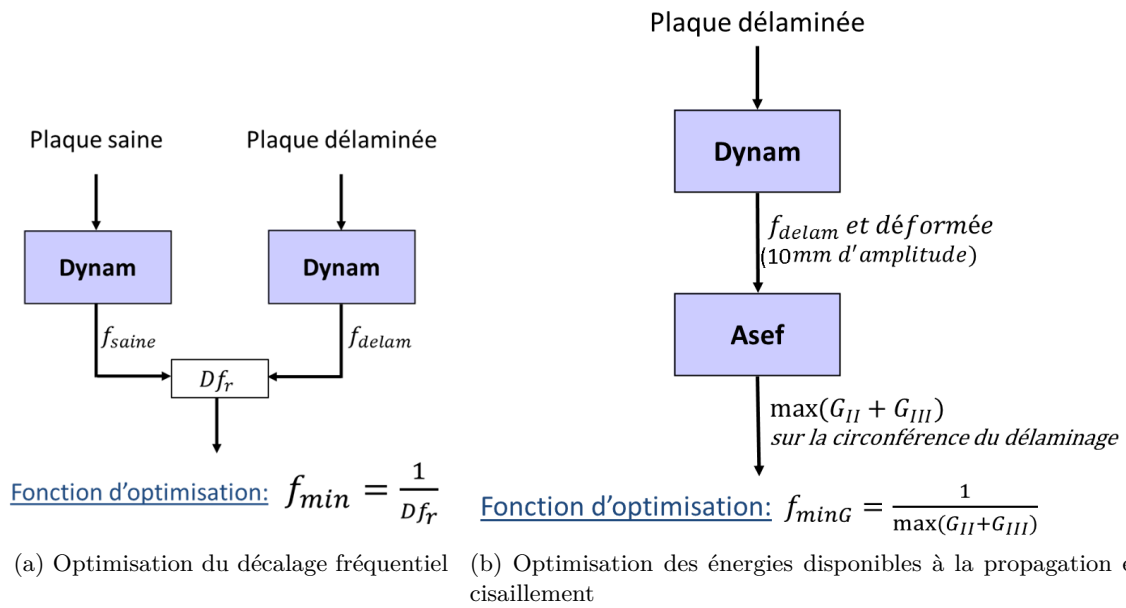 Plaque saine
Plaque délaminée
Dynam
Dynam
f_saine
f_delam
Df_r
Fonction d'optimisation: f_min = 1/Df_r
(a) Optimisation du décalage fréquentiel
Plaque délaminée
Dynam
f_delam et déformée
(10mm d'amplitude)
Asef
max(G_II + G_III)
sur la circonférence du délaminage
Fonction d'optimisation: f_minG = 1/max(G_II+G_III)
(b) Optimisation des énergies disponibles à la propagation e
cisaillement